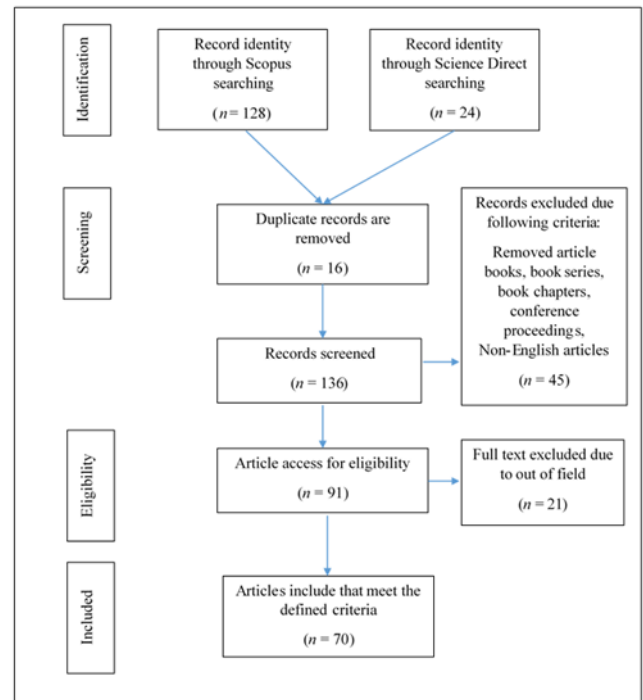 Identification
Record identity
through Scopus
searching
(n= 128)
Record identity
through Science Direct
searching
(n = 24)
Screening
Duplicate records are
removed
(n = 16)
Records excluded due
following criteria:
Removed article
books, book series,
book chapters,
conference
proceedings,
Non-English articles
(n = 45)
Records screened
(n = 136)
Eligibility
Article access for eligibility
(n = 91)
Full text excluded due
to out of field
(n = 21)
Included
Articles include that meet the
defined criteria
(n = 70)